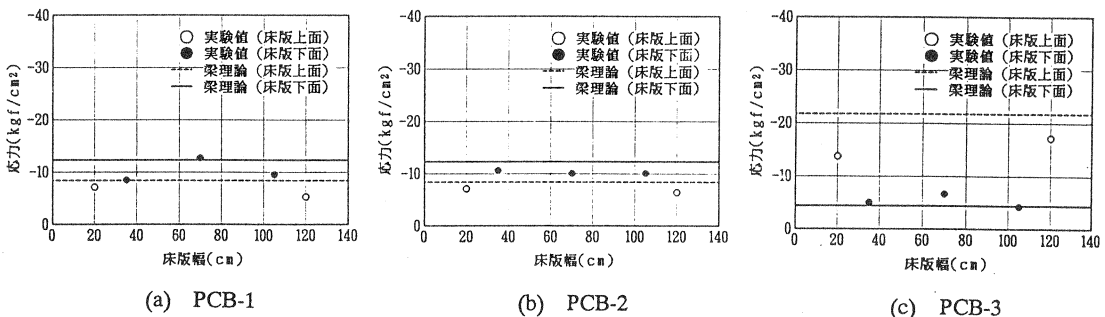 -40
-30
-20
-10
0
応力(kgf/cm2)
○ 実験値 (床版上面)
● 実験値 (床版下面)
梁理論 (床版上面)
梁理論 (床版下面)
0 20 40 60 80 100 120 140
床版幅(cm)
(a) PCB-1
-40
-30
-20
-10
0
応力(kgf/cm2)
○ 実験値 (床版上面)
● 実験値 (床版下面)
梁理論 (床版上面)
梁理論 (床版下面)
0 20 40 60 80 100 120 140
床版幅(cm)
(b) PCB-2
-40
-30
-20
-10
0
応力(kgf/cm2)
○ 実験値 (床版上面)
● 実験値 (床版下面)
梁理論 (床版上面)
梁理論 (床版下面)
0 20 40 60 80 100 120 140
床版幅(cm)
(c) PCB-3